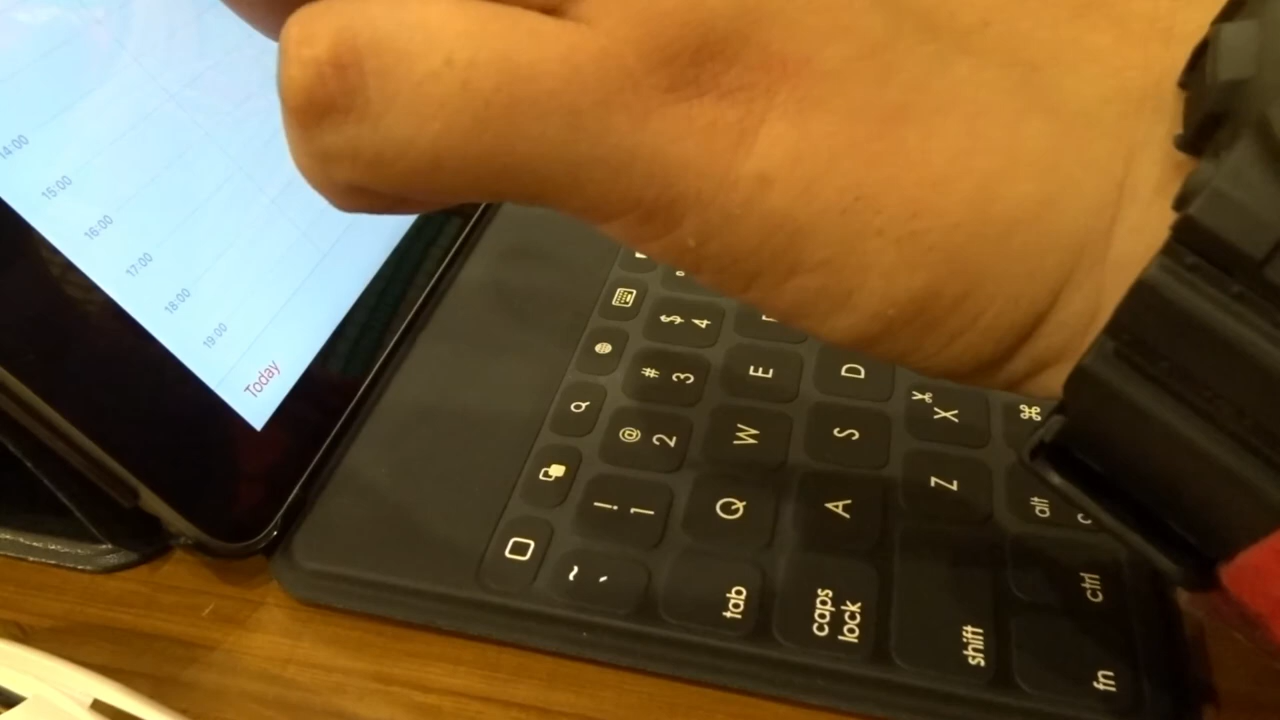 14:00
15:00
16:00
17:00
18:00
19:00
Today
~ `
! 1
@ 2
# 3
$ 4
tab
Q
W
E
caps
lock
A
S
D
shift
Z
X
fn
ctrl
alt
⌘